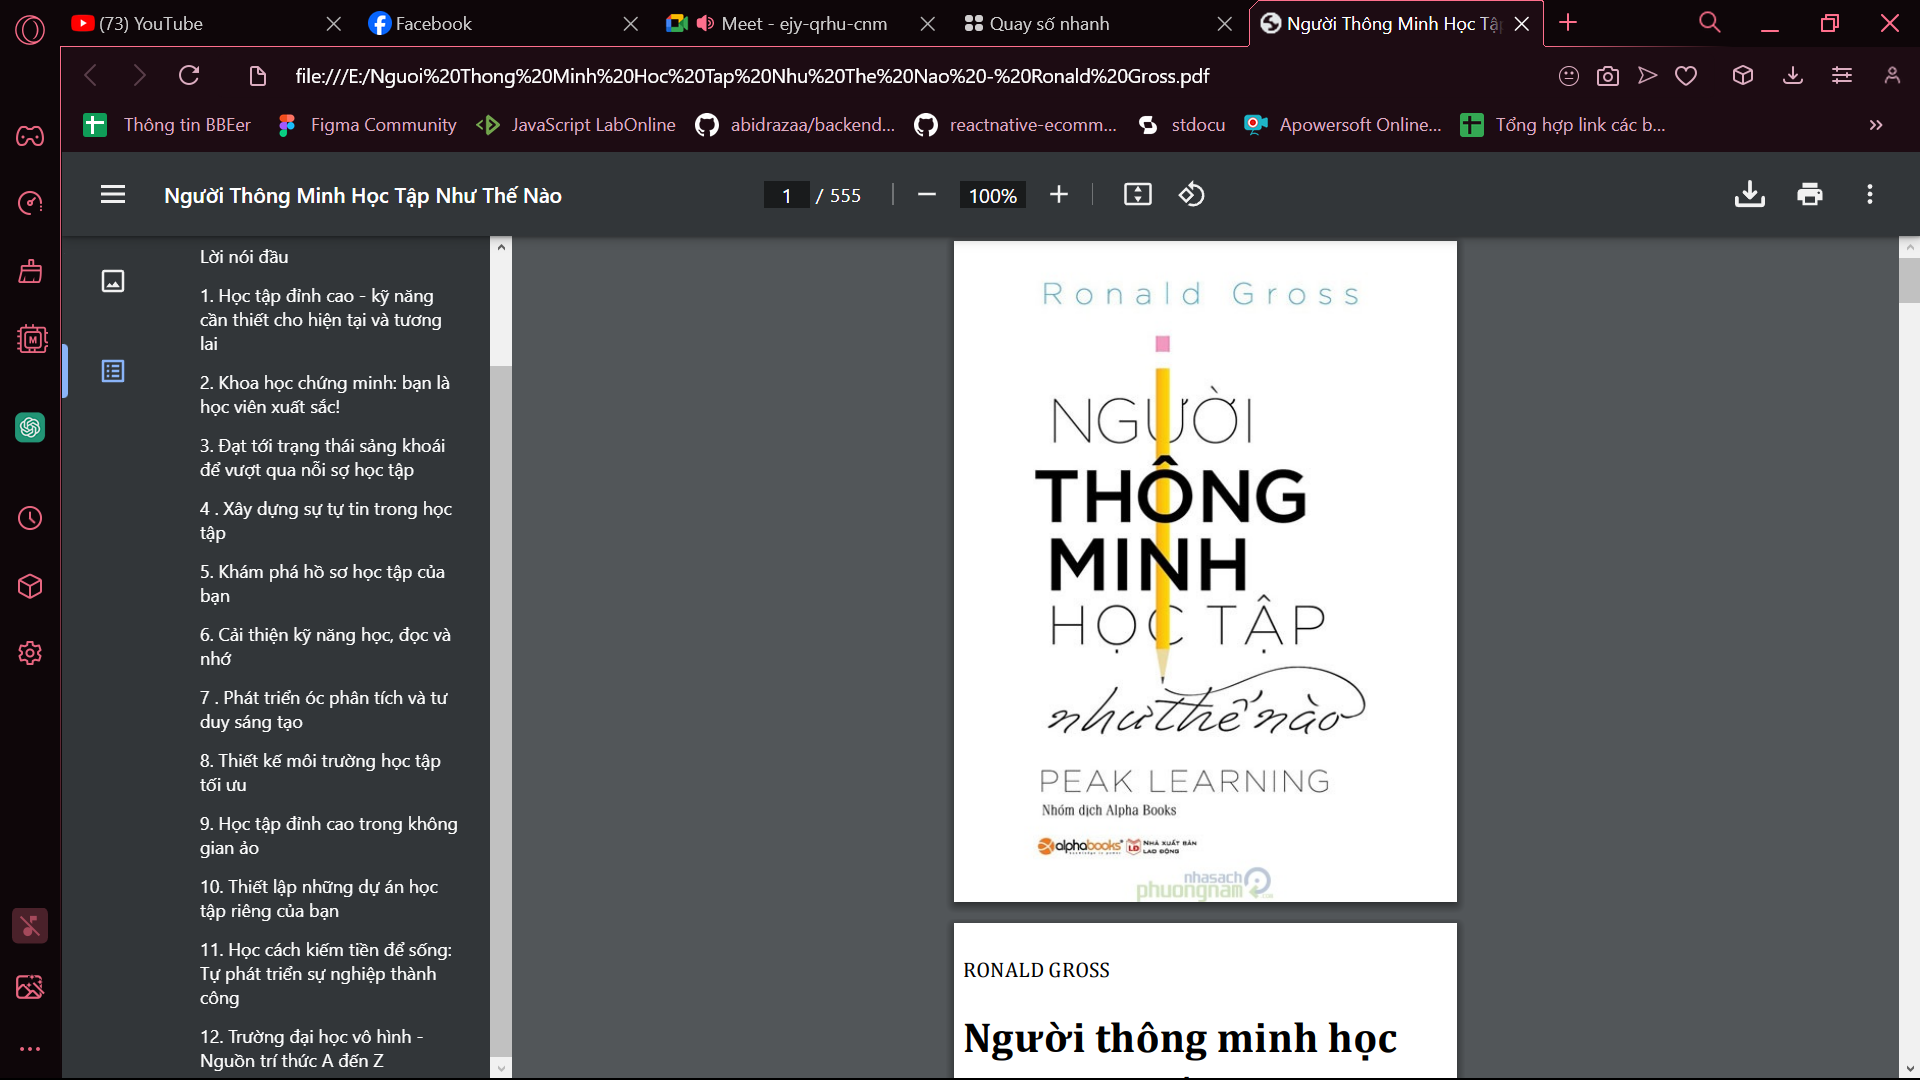 (73) YouTube
Facebook
Meet - ejy-qrhu-cnm
Quay số nhanh
Người Thông Minh Học Tậ
file:///E:/Nguoi%20Thong%20Minh%20Hoc%20Tap%20Nhu%20The%20Nao%20-%20Ronald%20Gross.pdf
Thông tin BBEer
Figma Community
JavaScript LabOnline
abidrazaa/backend...
reactnative-ecomm...
stdocu
Apowersoft Online...
Tổng hợp link các b...
Người Thông Minh Học Tập Như Thế Nào
1 / 555
100%
Lời nói đầu
1. Học tập đỉnh cao - kỹ năng
cần thiết cho hiện tại và tương
lai
2. Khoa học chứng minh: bạn là
học viên xuất sắc!
3. Đạt tới trạng thái sảng khoái
để vượt qua nỗi sợ học tập
4 . Xây dựng sự tự tin trong học
tập
5. Khám phá hồ sơ học tập của
bạn
6. Cải thiện kỹ năng học, đọc và
nhớ
7 . Phát triển óc phân tích và tư
duy sáng tạo
8. Thiết kế môi trường học tập
tối ưu
9. Học tập đỉnh cao trong không
gian ảo
10. Thiết lập những dự án học
tập riêng của bạn
11. Học cách kiếm tiền để sống:
Tự phát triển sự nghiệp thành
công
12. Trường đại học vô hình -
Nguồn trí thức A đến Z
Ronald Gross
NGƯỜI
THÔNG
MINH
HỌC TẬP
như thế nào
PEAK LEARNING
Nhóm dịch Alpha Books
alphabooks
knowledge is power
LD
NHÀ XUẤT BẢN
LAO ĐỘNG
nhasach
phuongnam
RONALD GROSS
Người thông minh học